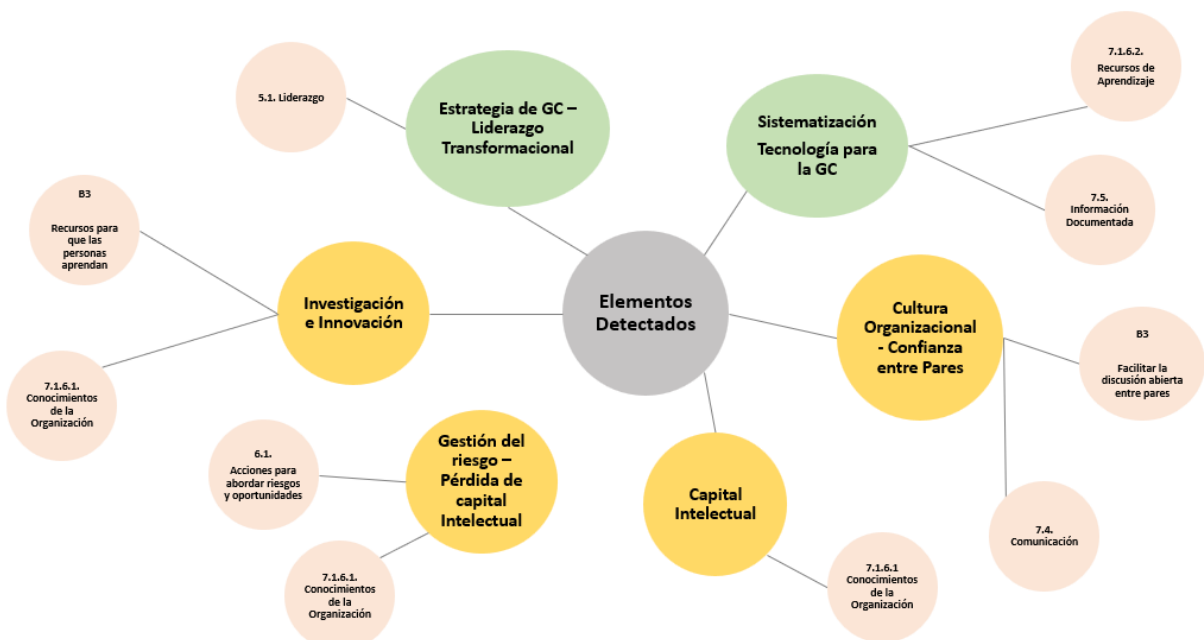 7.1.6.2.
Recursos de
Aprendizaje
5.1. Liderazgo
Estrategia de GC –
Liderazgo
Transformacional
Sistematización
Tecnología para
la GC
7.5.
Información
Documentada
B3
Recursos para
que las
personas
aprendan
Investigación
e Innovación
Elementos
Detectados
Cultura
Organizacional
- Confianza
entre Pares
B3
Facilitar la
discusión abierta
entre pares
7.1.6.1.
Conocimientos
de la
Organización
6.1.
Acciones para
abordar riesgos
y oportunidades
Gestión del
riesgo –
Pérdida de
capital
Intelectual
Capital
Intelectual
7.4.
Comunicación
7.1.6.1.
Conocimientos
de la
Organización
7.1.6.1
Conocimientos
de la
Organización